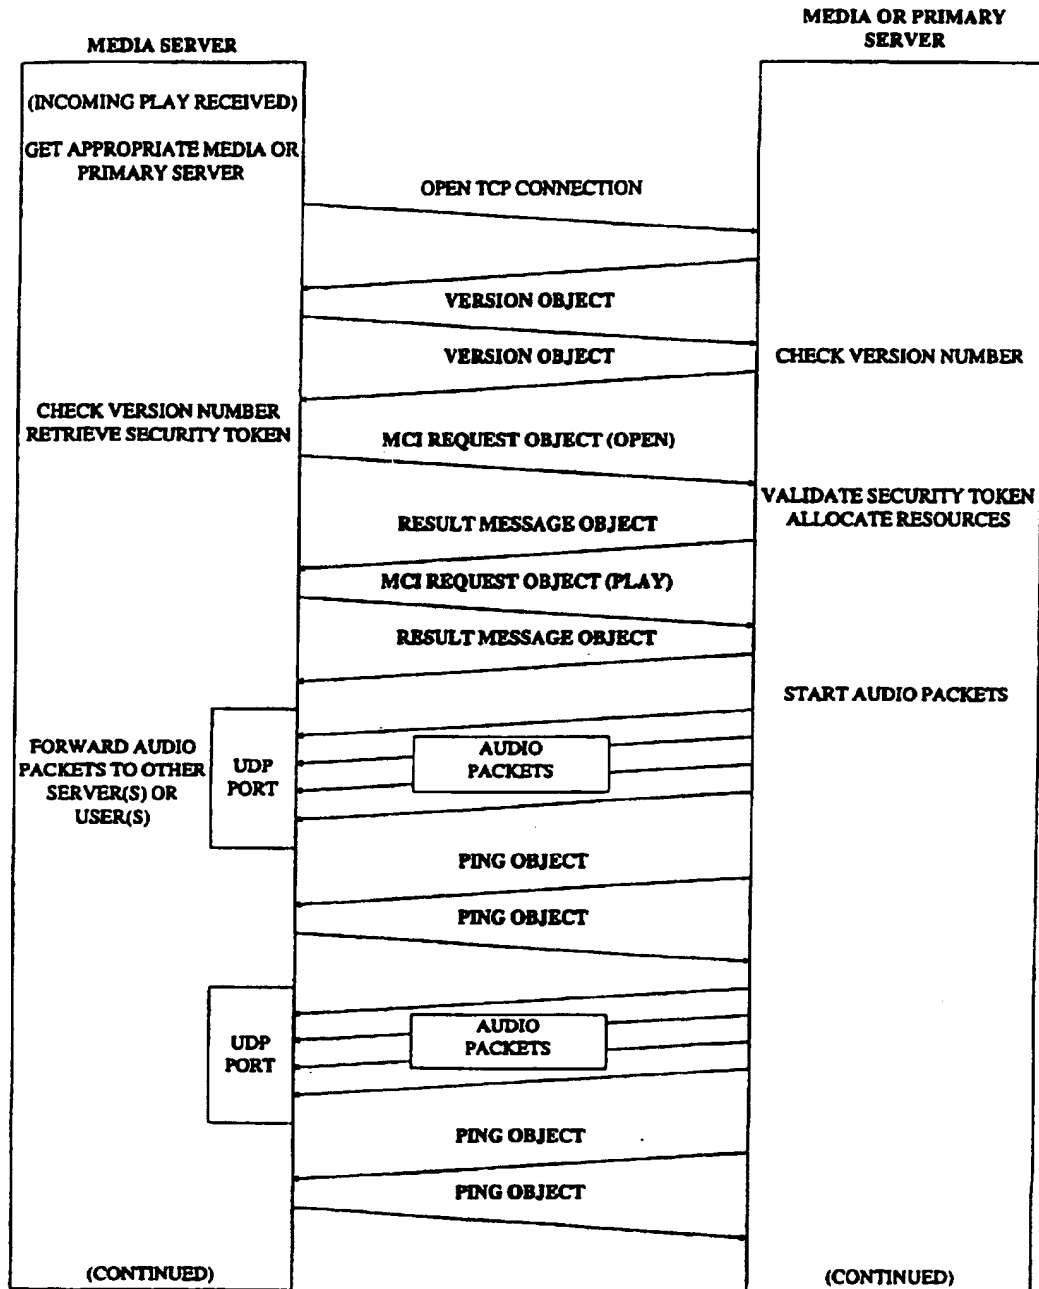 MEDIA SERVER
MEDIA OR PRIMARY
SERVER
(INCOMING PLAY RECEIVED)
GET APPROPRIATE MEDIA OR
PRIMARY SERVER
OPEN TCP CONNECTION
VERSION OBJECT
VERSION OBJECT
CHECK VERSION NUMBER
CHECK VERSION NUMBER
RETRIEVE SECURITY TOKEN
MCI REQUEST OBJECT (OPEN)
VALIDATE SECURITY TOKEN
ALLOCATE RESOURCES
RESULT MESSAGE OBJECT
MCI REQUEST OBJECT (PLAY)
RESULT MESSAGE OBJECT
START AUDIO PACKETS
FORWARD AUDIO
PACKETS TO OTHER
SERVER(S) OR
USER(S)
UDP
PORT
AUDIO
PACKETS
PING OBJECT
PING OBJECT
UDP
PORT
AUDIO
PACKETS
PING OBJECT
PING OBJECT
(CONTINUED)
(CONTINUED)